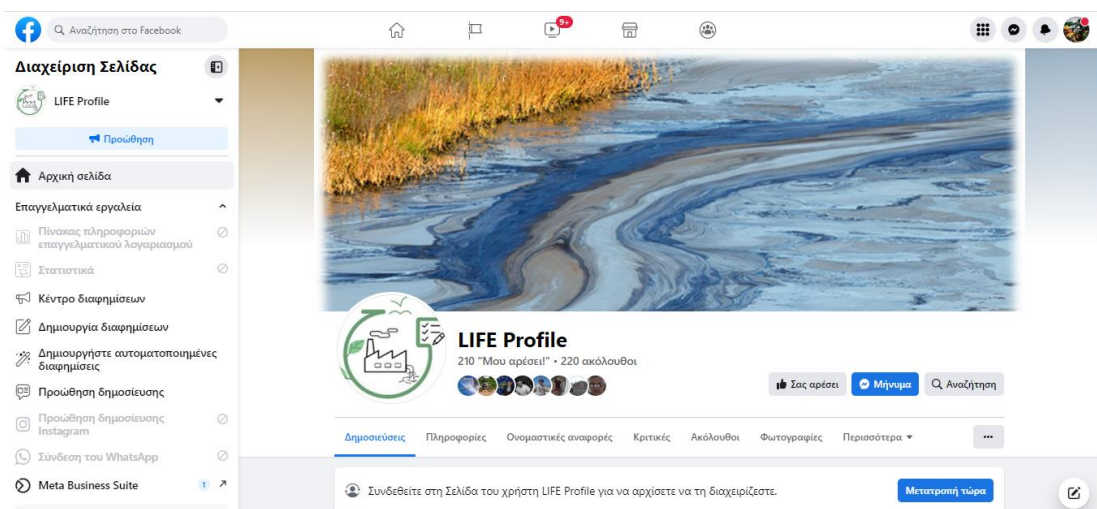 Αναζήτηση στο Facebook
9+
Διαχείριση Σελίδας
LIFE Profile
Προώθηση
Αρχική σελίδα
Επαγγελματικά εργαλεία
Πίνακας πληροφοριών
επαγγελματικού λογαριασμού
Στατιστικά
Κέντρο διαφημίσεων
Δημιουργία διαφημίσεων
Δημιουργήστε αυτοματοποιημένες
διαφημίσεις
Προώθηση δημοσίευσης
Προώθηση δημοσίευσης
Instagram
Σύνδεση του WhatsApp
Meta Business Suite 1
LIFE Profile
210 "Μου αρέσει!" • 220 ακόλουθοι
Σας αρέσει Μήνυμα Αναζήτηση
Δημοσιεύσεις Πληροφορίες Ονομαστικές αναφορές Κριτικές Ακόλουθοι Φωτογραφίες Περισσότερα
Συνδεθείτε στη Σελίδα του χρήστη LIFE Profile για να αρχίσετε να τη διαχειρίζεστε. Μετατροπή τώρα